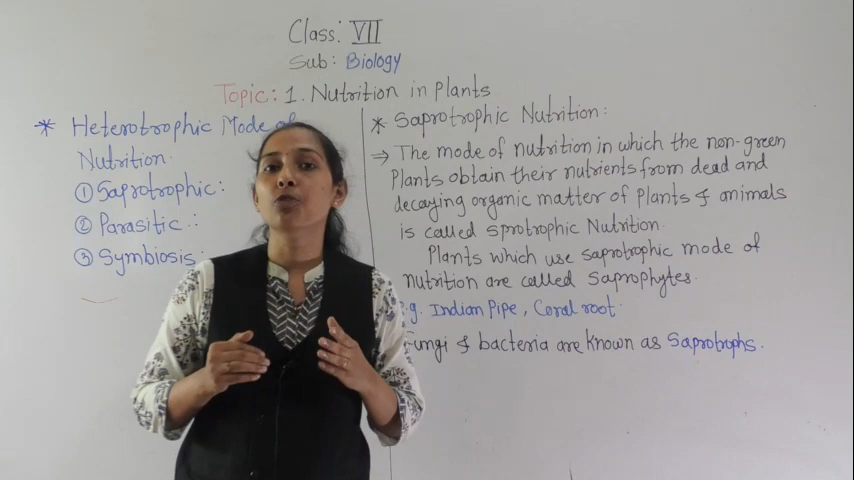 Class: VII
Sub: Biology
Topic: 1. Nutrition in Plants
* Heterotrophic Mode of
Nutrition.
① Saprotrophic:
② Parasitic :
③ Symbiosis:
* Saprotrophic Nutrition:
⇒ The mode of nutrition in which the non-green
Plants obtain their nutrients from dead and
decaying organic matter of Plants & animals
is called sprotrophic Nutrition.
Plants which use saprotrophic mode of
nutrition are called Saprophytes.
e.g. Indian Pipe, Coral root.
Fungi & bacteria are known as Saprotrophs.